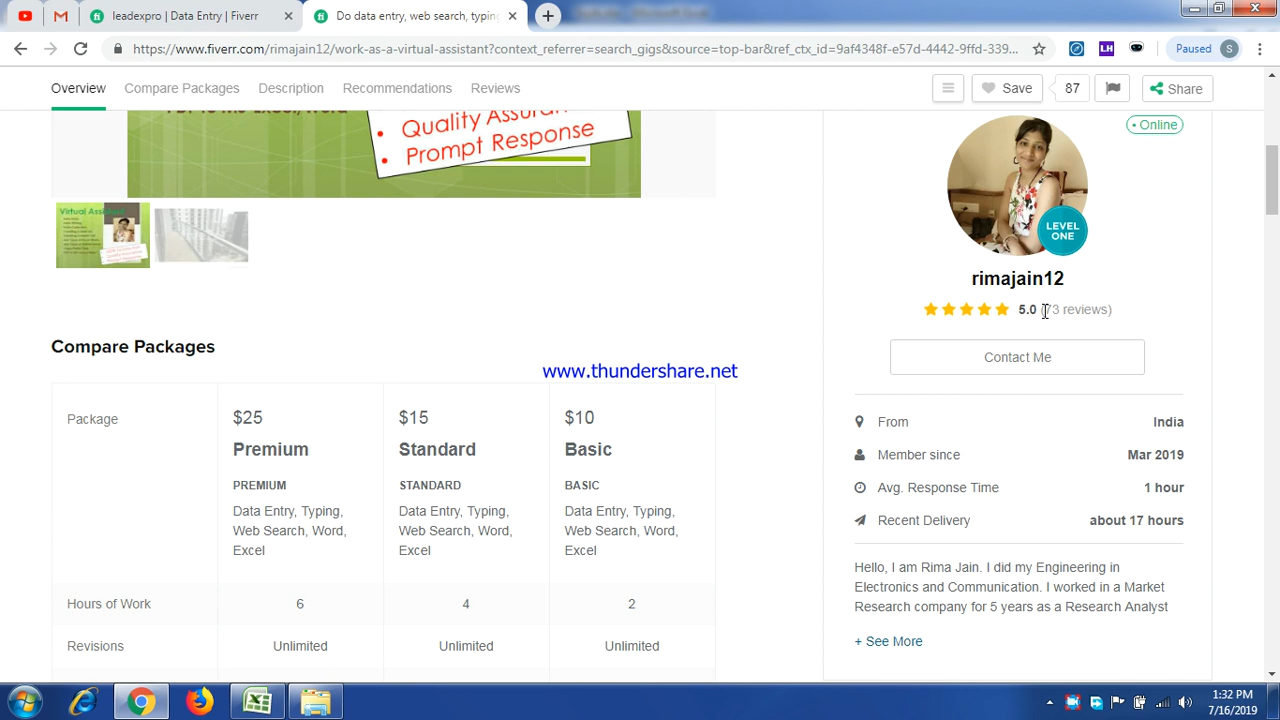 leadexpro | Data Entry | Fiverr
Do data entry, web search, typing
https://www.fiverr.com/rimajain12/work-as-a-virtual-assistant?context_referrer=search_gigs&source=top-bar&ref_ctx_id=9af4348f-e57d-4442-9ffd-339...
LH
Paused S
Overview Compare Packages Description Recommendations Reviews
Save 87 Share
• Quality
• Prompt Response
• Online
LEVEL
ONE
Virtual
rimajain12
5.0 (73 reviews)
Contact Me
Compare Packages
www.thundershare.net
Package
$25 $15 $10
Premium Standard Basic
PREMIUM STANDARD BASIC
Data Entry, Typing, Data Entry, Typing, Data Entry, Typing,
Web Search, Word, Web Search, Word, Web Search, Word,
Excel Excel Excel
Hours of Work 6 4 2
Revisions Unlimited Unlimited Unlimited
From India
Member since Mar 2019
Avg. Response Time 1 hour
Recent Delivery about 17 hours
Hello, I am Rima Jain. I did my Engineering in
Electronics and Communication. I worked in a Market
Research company for 5 years as a Research Analyst
+ See More
1:32 PM
7/16/2019